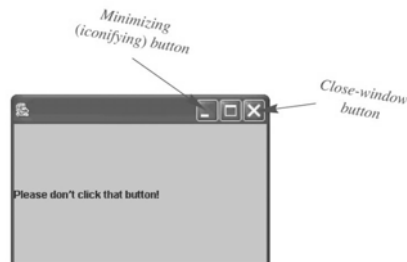 Minimizing
(iconifying) button
Close-window
button
Please don't click that button!